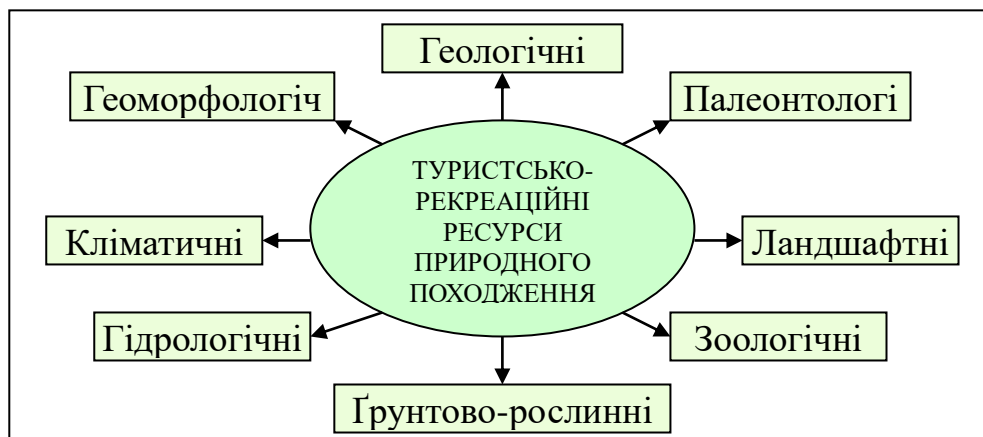 Геологічні
Геоморфологіч
Палеонтологі
ТУРИСТСЬКО-
РЕКРЕАЦІЙНІ
РЕСУРСИ
ПРИРОДНОГО
ПОХОДЖЕННЯ
Кліматичні
Ландшафтні
Гідрологічні
Зоологічні
Ґрунтово-рослинні